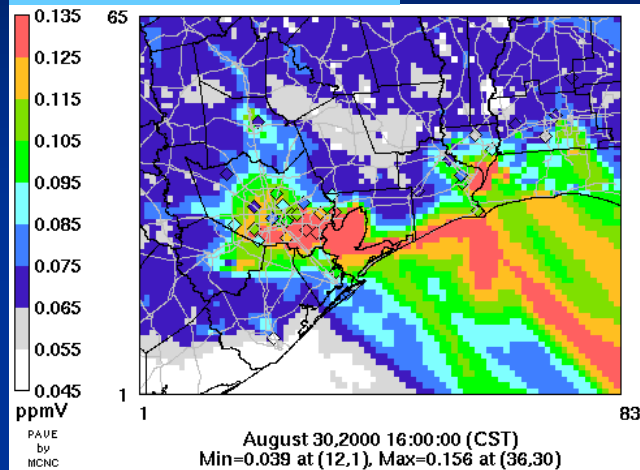 0.135
0.125
0.115
0.105
0.095
0.085
0.075
0.065
0.055
0.045
ppmV
PAVE
by
MCNC
65
1
1 83
August 30,2000 16:00:00 (CST)
Min=0.039 at (12,1), Max=0.156 at (36,30)